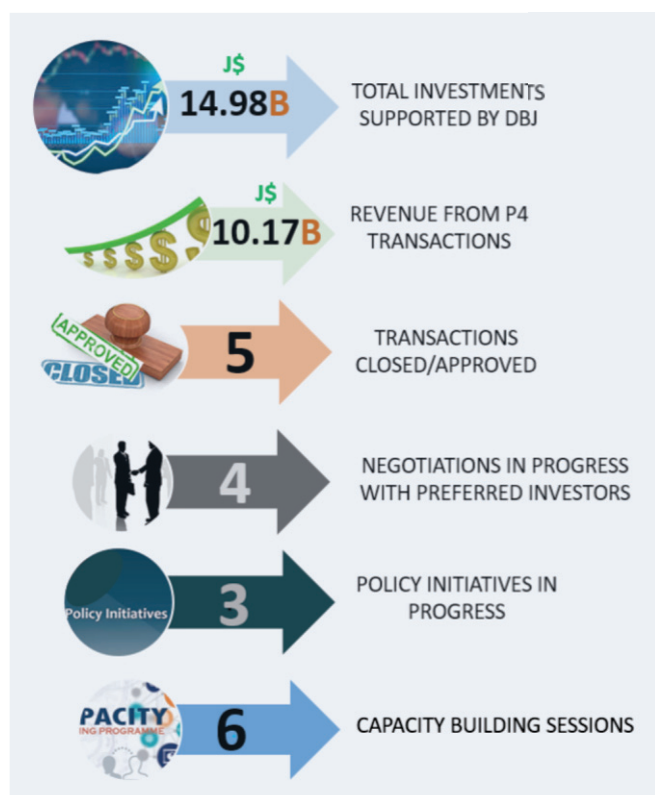 J$
14.98B
TOTAL INVESTMENTS
SUPPORTED BY DBJ
J$
10.17B
REVENUE FROM P4
TRANSACTIONS
$ $ $ $ $
APPROVED
CLOSED
5
TRANSACTIONS
CLOSED/APPROVED
4
NEGOTIATIONS IN PROGRESS
WITH PREFERRED INVESTORS
Policy Initiatives
3
POLICY INITIATIVES IN
PROGRESS
PACITY
ING PROGRAMME
6
CAPACITY BUILDING SESSIONS